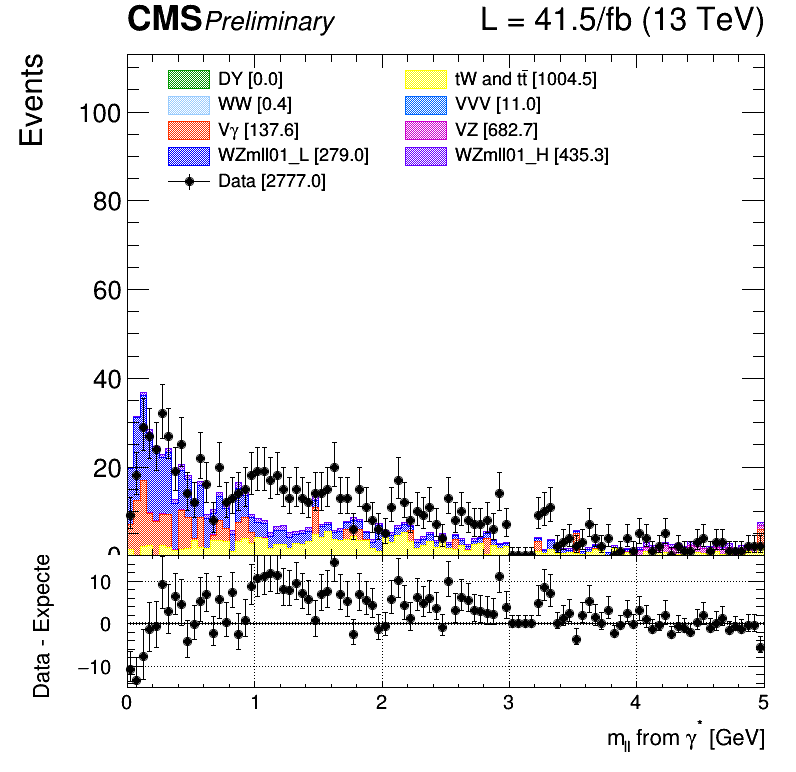 CMS Preliminary L = 41.5/fb (13 TeV)
Events
DY [0.0] tW and tt̄ [1004.5]
WW [0.4] VVV [11.0]
Vγ [137.6] VZ [682.7]
WZmll01_L [279.0] WZmll01_H [435.3]
Data [2777.0]
100
80
60
40
20
0
Data - Expecte
10
0
−10
0 1 2 3 4 5
m_ll from γ* [GeV]